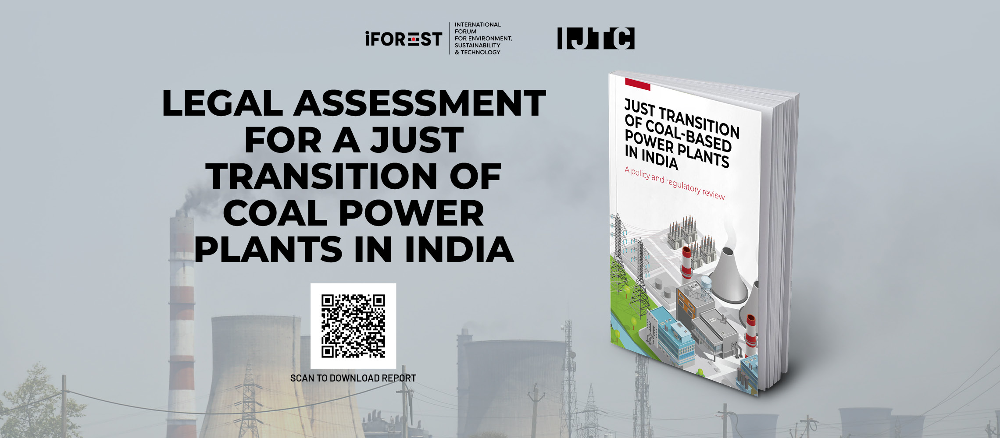 iFOREST
INTERNATIONAL
FORUM
FOR ENVIRONMENT,
SUSTAINABILITY
& TECHNOLOGY
IJTC
LEGAL ASSESSMENT
FOR A JUST
TRANSITION OF
COAL POWER
PLANTS IN INDIA
SCAN TO DOWNLOAD REPORT
JUST TRANSITION
OF COAL-BASED
POWER PLANTS
IN INDIA
A policy and regulatory review